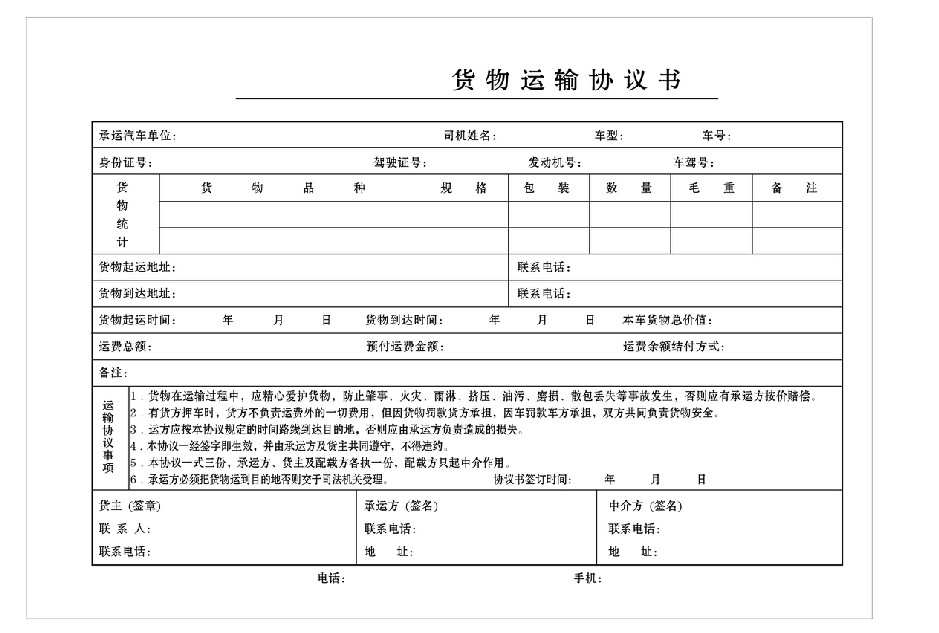 货物运输协议书
承运汽车单位: 司机姓名: 车型: 车号:
身份证号: 驾驶证号: 发动机号: 车驾号:
货物统计 货物品种 规格 包装 数量 毛重 备注
货物起运地址: 联系电话:
货物到达地址: 联系电话:
货物起运时间: 年 月 日 货物到达时间: 年 月 日 本车货物总价值:
运费总额: 预付运费金额: 运费余额结付方式:
备注:
运输协议事项
1.货物在运输过程中,应精心爱护货物,防止肇事、火灾、雨淋、挤压、油污、磨损、散包丢失等事故发生,否则应有承运方按价赔偿。
2 有货方押车时,货方不负责运费外的一切费用,但因货物罚款货方承担,因车罚款车方承担,双方共同负责货物安全。
3.运方应按本协议规定的时间路线到达目的地。否则应由承运方负责造成的损失。
4.本协议一经签字即生效,并由承运方及货主共同遵守,不得违约。
5.本协议一式三份,承运方、货主及配载方各执一份,配载方只起中介作用。
6.承运方必须把货物运到目的地否则交于司法机关受理。 协议书签订时间: 年 月 日
货主 (签章) 承运方 (签名) 中介方 (签名)
联 系 人: 联系电话: 联系电话:
联系电话: 地 址: 地 址:
电话: 手机: